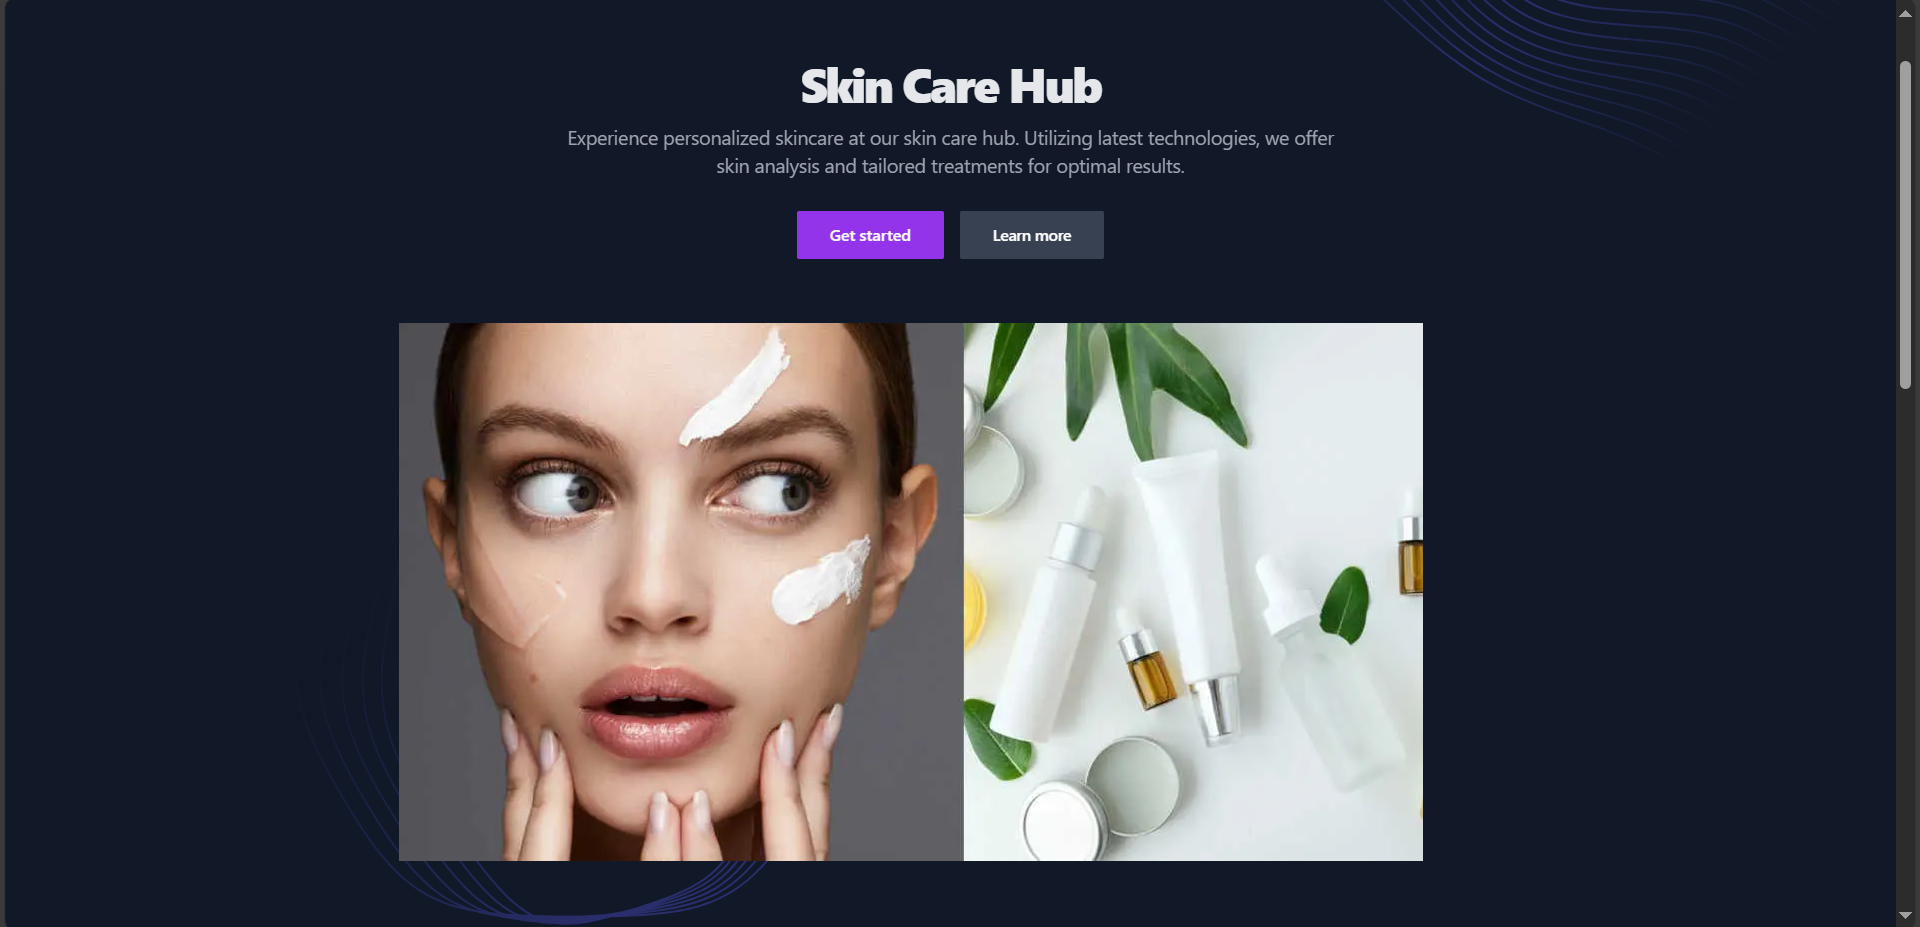 Skin Care Hub
Experience personalized skincare at our skin care hub. Utilizing latest technologies, we offer
skin analysis and tailored treatments for optimal results.
Get started
Learn more